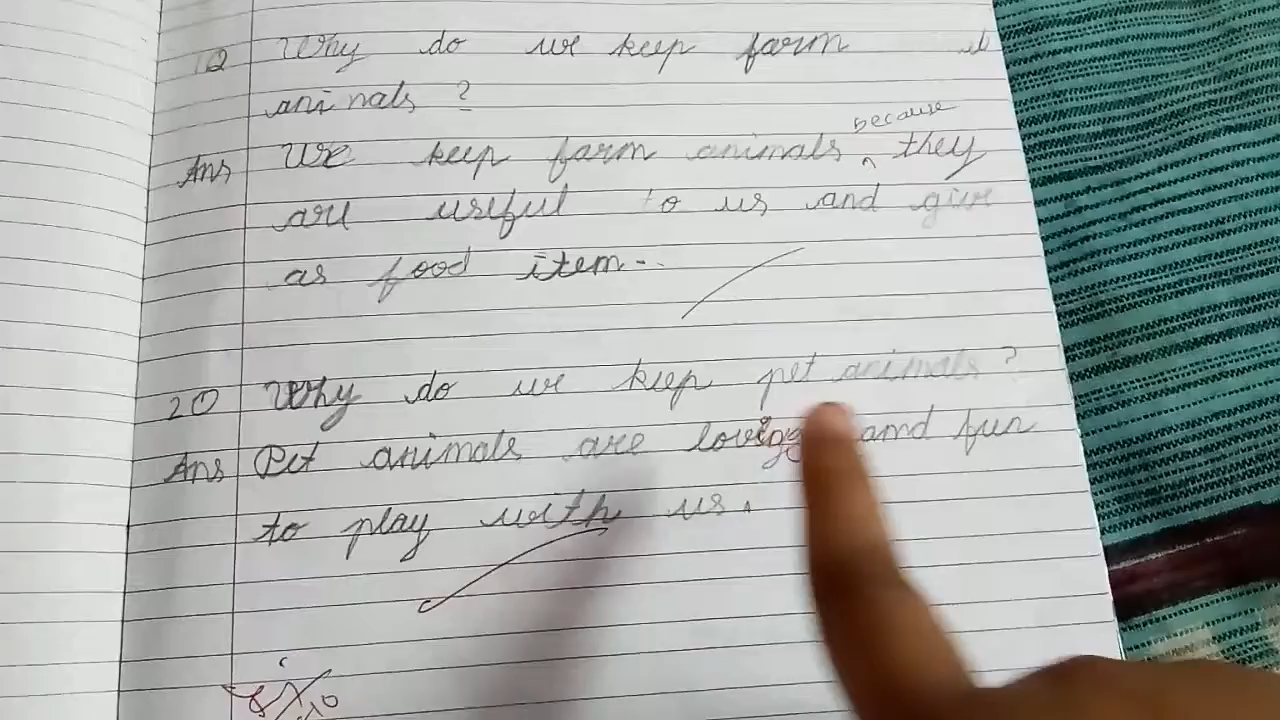 Q Why do we keep farm
animals ?
because
Ans We keep farm animals ^ they
are useful to us and give
as food item.
20 Why do we keep pet animals ?
Ans Pet animals are loving and fun
to play with us.